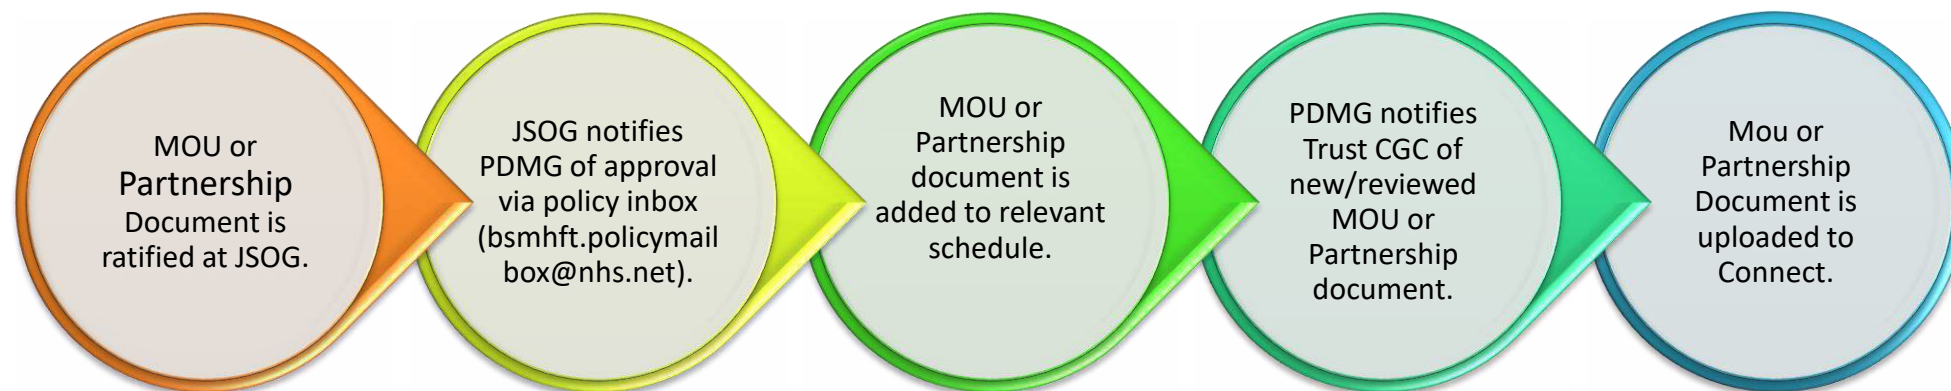 MOU or
Partnership
Document is
ratified at JSOG.
JSOG notifies
PDMG of approval
via policy inbox
(bsmhft.policymail
box@nhs.net).
MOU or
Partnership
document is
added to relevant
schedule.
PDMG notifies
Trust CGC of
new/reviewed
MOU or
Partnership
document.
Mou or
Partnership
Document is
uploaded to
Connect.